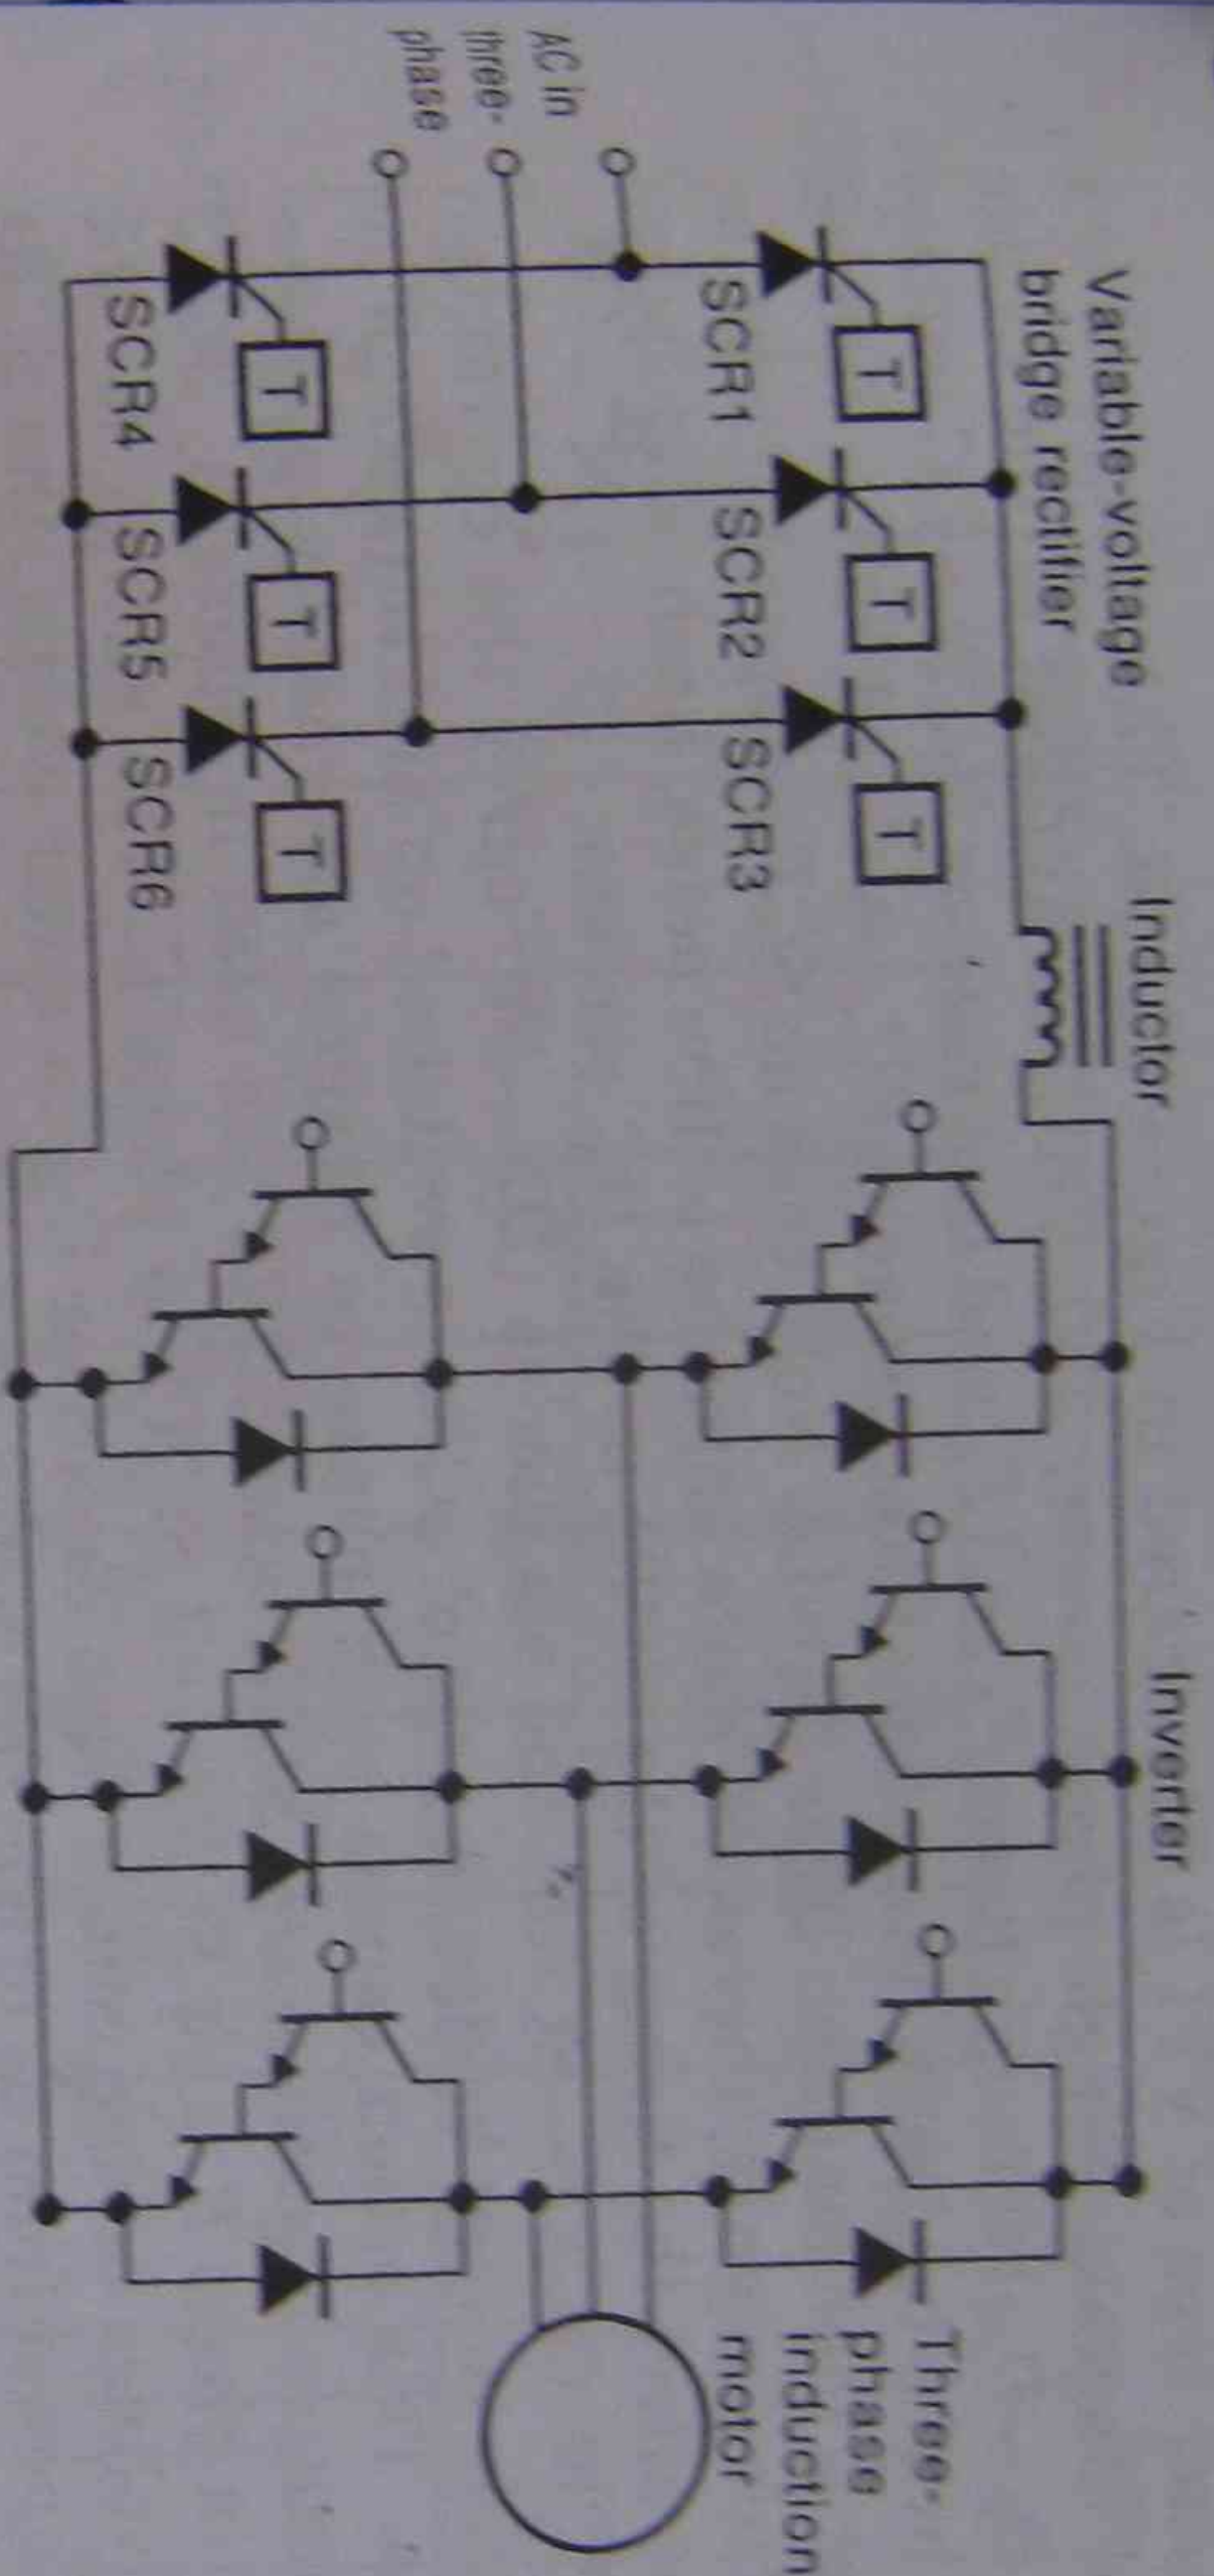 Variable-voltage
bridge rectifier
Inductor
Inverter
T
T
T
SCR1
SCR2
SCR3
AC in
three-
phase
T
T
T
SCR4
SCR5
SCR6
Three-
phase
induction
motor